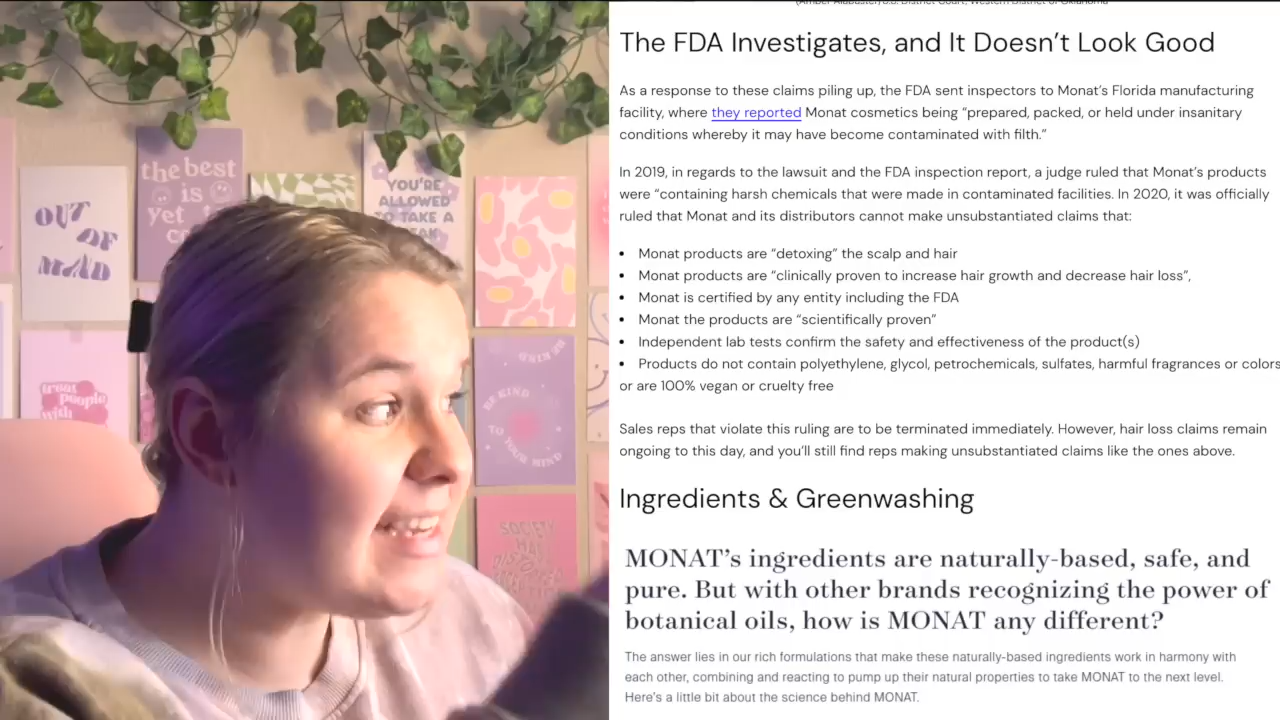 (Amber Alabaster) U.S. District Court, Western District of Oklahoma
The FDA Investigates, and It Doesn’t Look Good
As a response to these claims piling up, the FDA sent inspectors to Monat’s Florida manufacturing
facility, where they reported Monat cosmetics being “prepared, packed, or held under insanitary
conditions whereby it may have become contaminated with filth.”
In 2019, in regards to the lawsuit and the FDA inspection report, a judge ruled that Monat’s products
were “containing harsh chemicals that were made in contaminated facilities. In 2020, it was officially
ruled that Monat and its distributors cannot make unsubstantiated claims that:
• Monat products are “detoxing” the scalp and hair
• Monat products are “clinically proven to increase hair growth and decrease hair loss”,
• Monat is certified by any entity including the FDA
• Monat the products are “scientifically proven”
• Independent lab tests confirm the safety and effectiveness of the product(s)
• Products do not contain polyethylene, glycol, petrochemicals, sulfates, harmful fragrances or colors
or are 100% vegan or cruelty free
Sales reps that violate this ruling are to be terminated immediately. However, hair loss claims remain
ongoing to this day, and you’ll still find reps making unsubstantiated claims like the ones above.
Ingredients & Greenwashing
MONAT’s ingredients are naturally-based, safe, and
pure. But with other brands recognizing the power of
botanical oils, how is MONAT any different?
The answer lies in our rich formulations that make these naturally-based ingredients work in harmony with
each other, combining and reacting to pump up their natural properties to take MONAT to the next level.
Here’s a little bit about the science behind MONAT.
the best
is
yet
OUT
OF
MAD
YOU'RE
ALLOWED
TO TAKE A
BE KIND
TO YOUR MIND
treat
people
with
SOCIETY
HAS